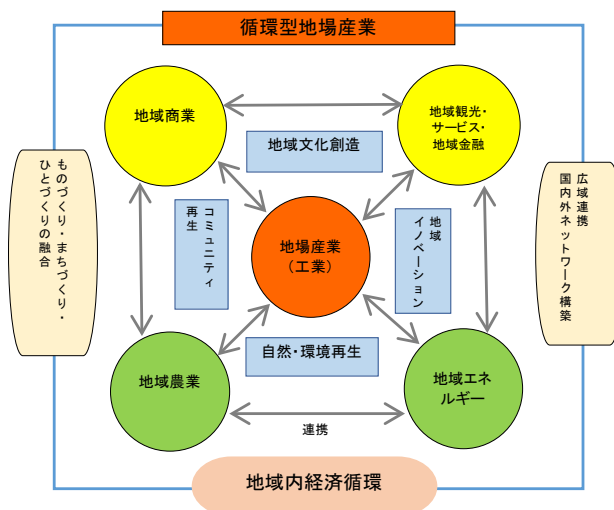 循環型地場産業
地域商業
地域観光・
サービス・
地域金融
地域文化創造
ものづくり・まちづくり・
ひとづくりの融合
コミュニティ
再生
地場産業
（工業）
地域
イノベーション
広域連携
国内外ネットワーク構築
自然・環境再生
地域農業
地域エネ
ルギー
連携
地域内経済循環